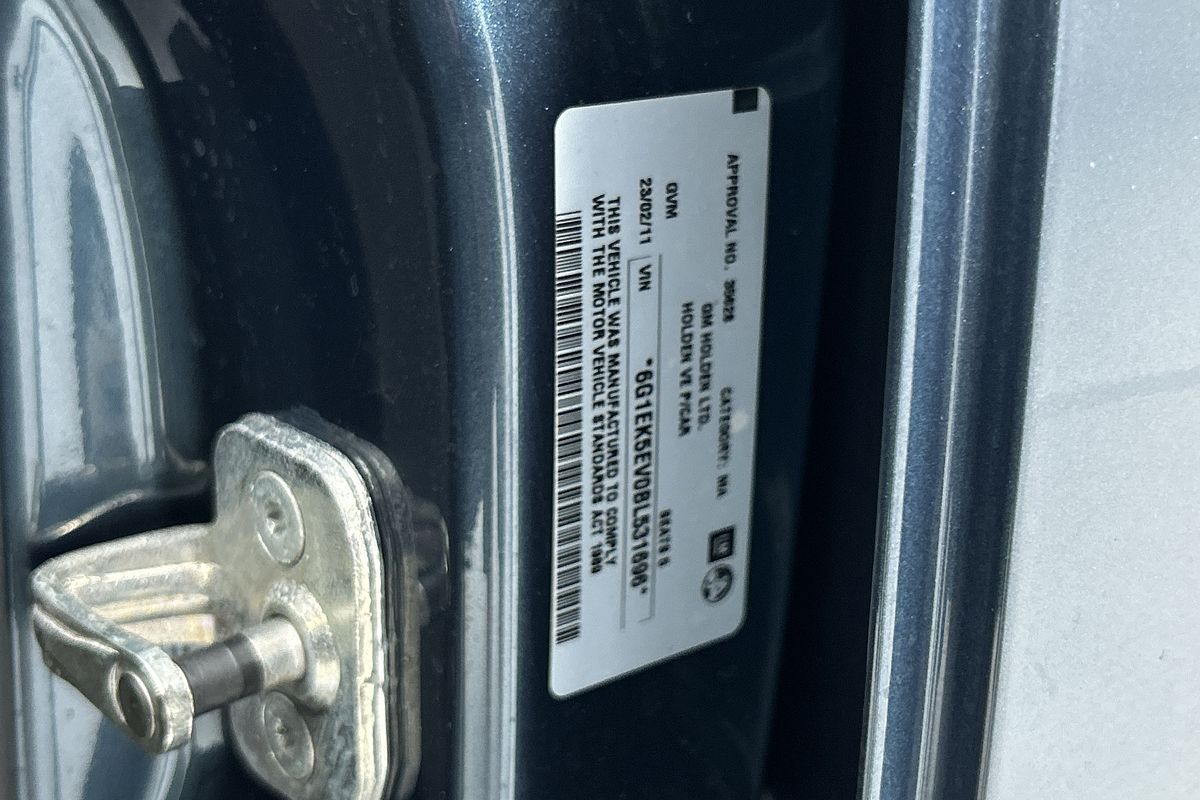 APPROVAL NO. 35628 CATEGORY: MA
GM HOLDEN LTD.
HOLDEN VE P/CAR
GVM SEATS 5
23/02/11 VIN *6G1EK5EV0BL531696*
THIS VEHICLE WAS MANUFACTURED TO COMPLY
WITH THE MOTOR VEHICLE STANDARDS ACT 1989